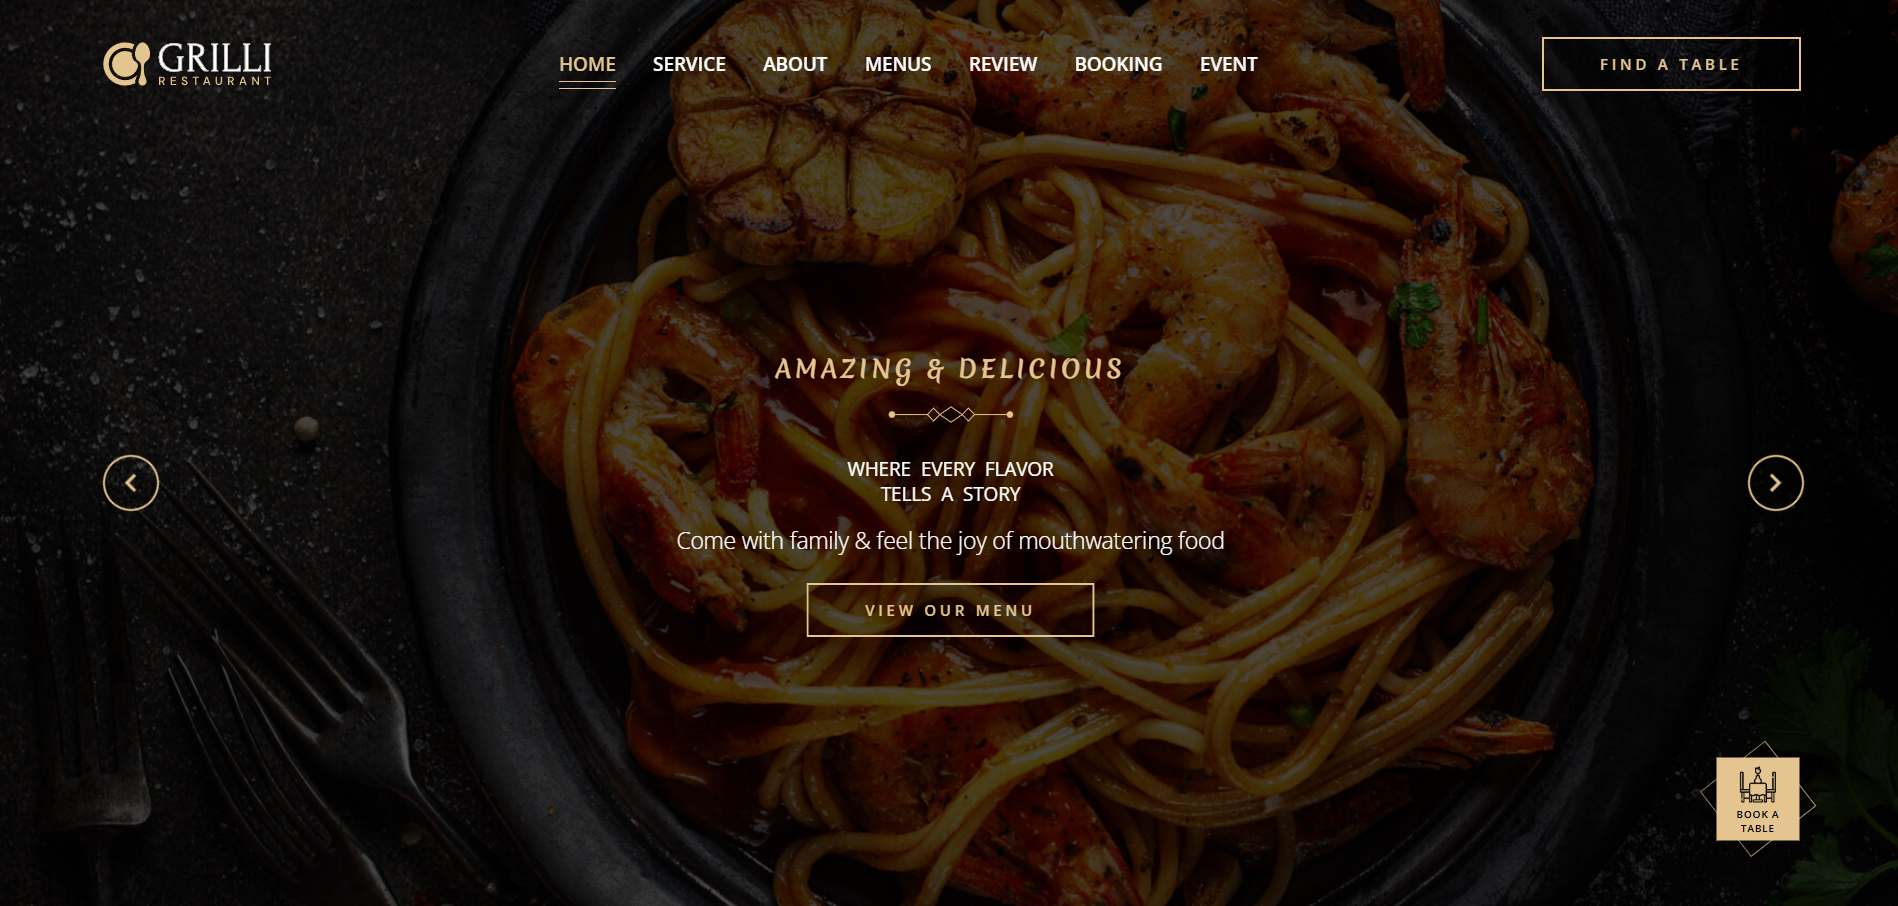 GRILLI
RESTAURANT
HOME SERVICE ABOUT MENUS REVIEW BOOKING EVENT
FIND A TABLE
AMAZING & DELICIOUS
WHERE EVERY FLAVOR
TELLS A STORY
Come with family & feel the joy of mouthwatering food
VIEW OUR MENU
BOOK A
TABLE